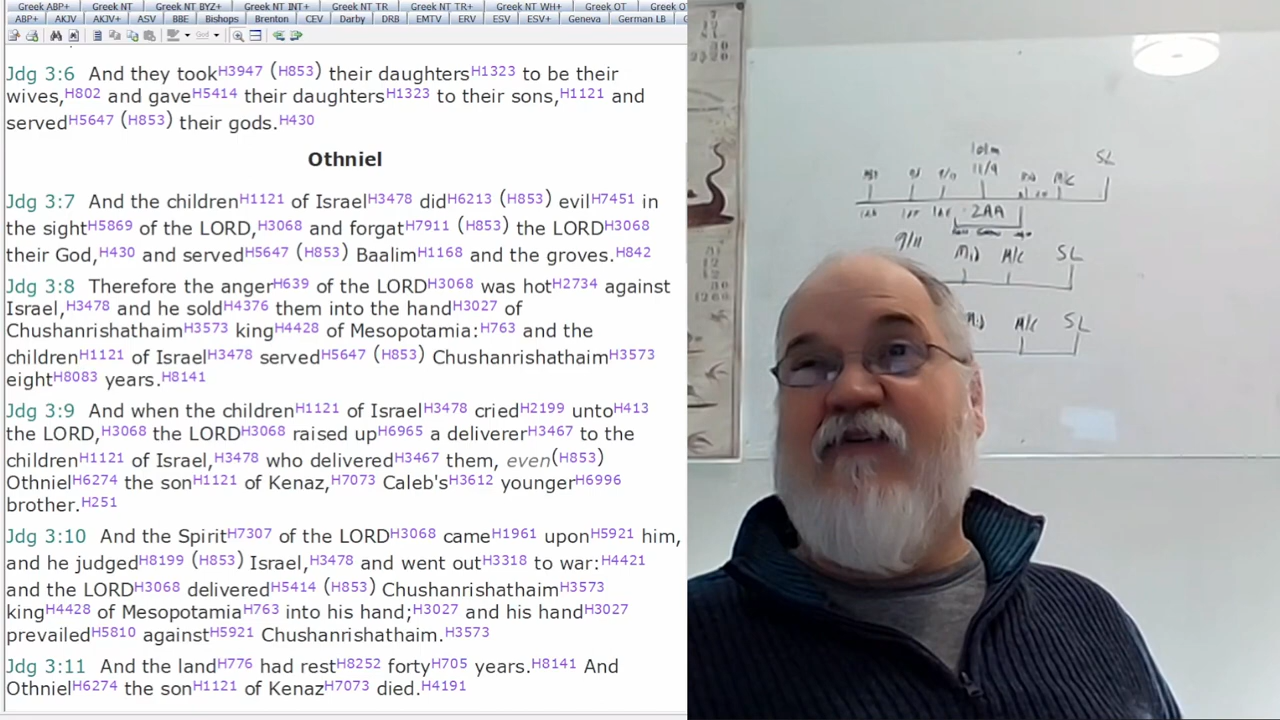 Greek ABP+ Greek NT Greek NT BYZ+ Greek NT INT+ Greek NT TR Greek NT TR+ Greek NT WH+ Greek OT Greek O
ABP+ AKJV AKJV+ ASV BBE Bishops Brenton CEV Darby DRB EMTV ERV ESV ESV+ Geneva German LB G
Jdg 3:6 And they tookH3947 (H853) their daughtersH1323 to be their
wives,H802 and gaveH5414 their daughtersH1323 to their sons,H1121 and
servedH5647 (H853) their gods.H430
Othniel
Jdg 3:7 And the childrenH1121 of IsraelH3478 didH6213 (H853) evilH7451 in
the sightH5869 of the LORD,H3068 and forgatH7911 (H853) the LORDH3068
their God,H430 and servedH5647 (H853) BaalimH1168 and the groves.H842
Jdg 3:8 Therefore the angerH639 of the LORDH3068 was hotH2734 against
Israel,H3478 and he soldH4376 them into the handH3027 of
ChushanrishathaimH3573 kingH4428 of Mesopotamia:H763 and the
childrenH1121 of IsraelH3478 servedH5647 (H853) ChushanrishathaimH3573
eightH8083 years.H8141
Jdg 3:9 And when the childrenH1121 of IsraelH3478 criedH2199 untoH413
the LORD,H3068 the LORDH3068 raised upH6965 a delivererH3467 to the
childrenH1121 of Israel,H3478 who deliveredH3467 them, even(H853)
OthnielH6274 the sonH1121 of Kenaz,H7073 Caleb'sH3612 youngerH6996
brother.H251
Jdg 3:10 And the SpiritH7307 of the LORDH3068 cameH1961 uponH5921 him,
and he judgedH8199 (H853) Israel,H3478 and went outH3318 to war:H4421
and the LORDH3068 deliveredH5414 (H853) ChushanrishathaimH3573
kingH4428 of MesopotamiaH763 into his hand;H3027 and his handH3027
prevailedH5810 againstH5921 Chushanrishathaim.H3573
Jdg 3:11 And the landH776 had restH8252 fortyH705 years.H8141 And
OthnielH6274 the sonH1121 of KenazH7073 died.H4191
11/9
SL
M/C
2AA
9/11
MiD M/C SL
M/C SL